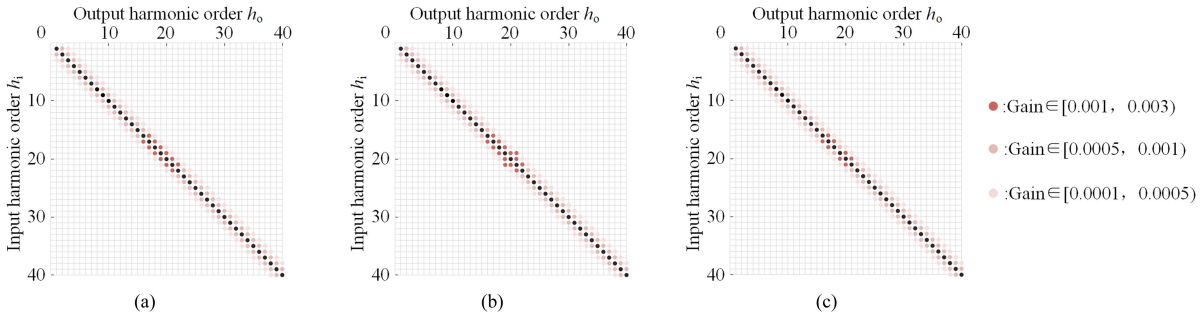 Output harmonic order ho
0 10 20 30 40
Input harmonic order hi
10
20
30
40
(a)
Output harmonic order ho
0 10 20 30 40
Input harmonic order hi
10
20
30
40
(b)
Output harmonic order ho
0 10 20 30 40
Input harmonic order hi
10
20
30
40
(c)
:Gain∈[0.001，0.003)
:Gain∈[0.0005，0.001)
:Gain∈[0.0001，0.0005)